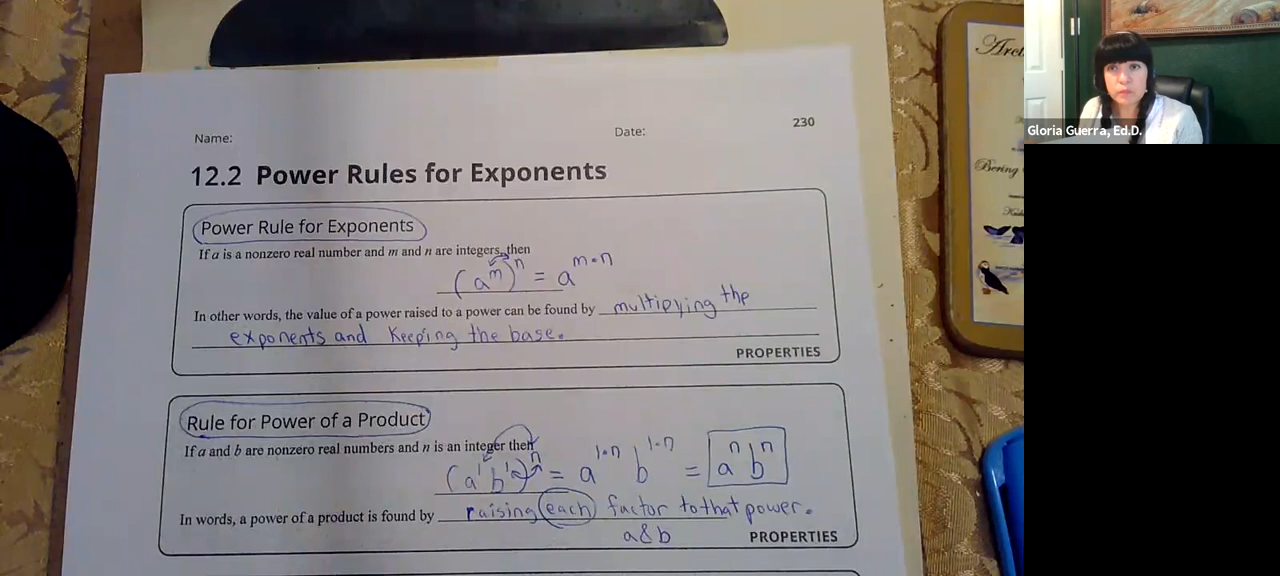 Name:
Date:
230
12.2 Power Rules for Exponents
Power Rule for Exponents
If a is a nonzero real number and m and n are integers, then
(a^m)^n = a^{m·n}
In other words, the value of a power raised to a power can be found by multiplying the
exponents and keeping the base.
PROPERTIES
Rule for Power of a Product
If a and b are nonzero real numbers and n is an integer then
(a^1 b^1)^n = a^{1·n} b^{1·n} = a^n b^n
In words, a power of a product is found by raising each factor to that power.
a & b
PROPERTIES
Bering
Gloria Guerra, Ed.D.